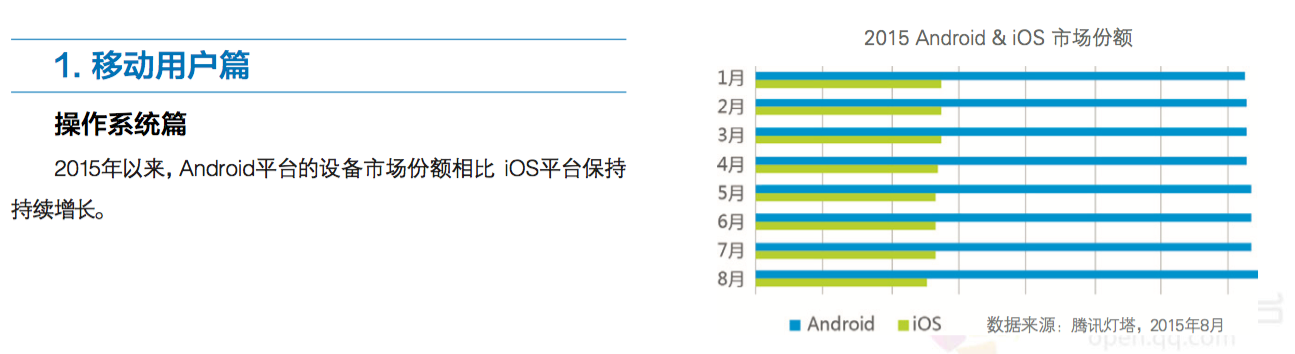 1. 移动用户篇
操作系统篇
2015年以来，Android平台的设备市场份额相比 iOS平台保持
持续增长。
2015 Android & iOS 市场份额
1月
2月
3月
4月
5月
6月
7月
8月
Android iOS 数据来源：腾讯灯塔，2015年8月
open.qq.com